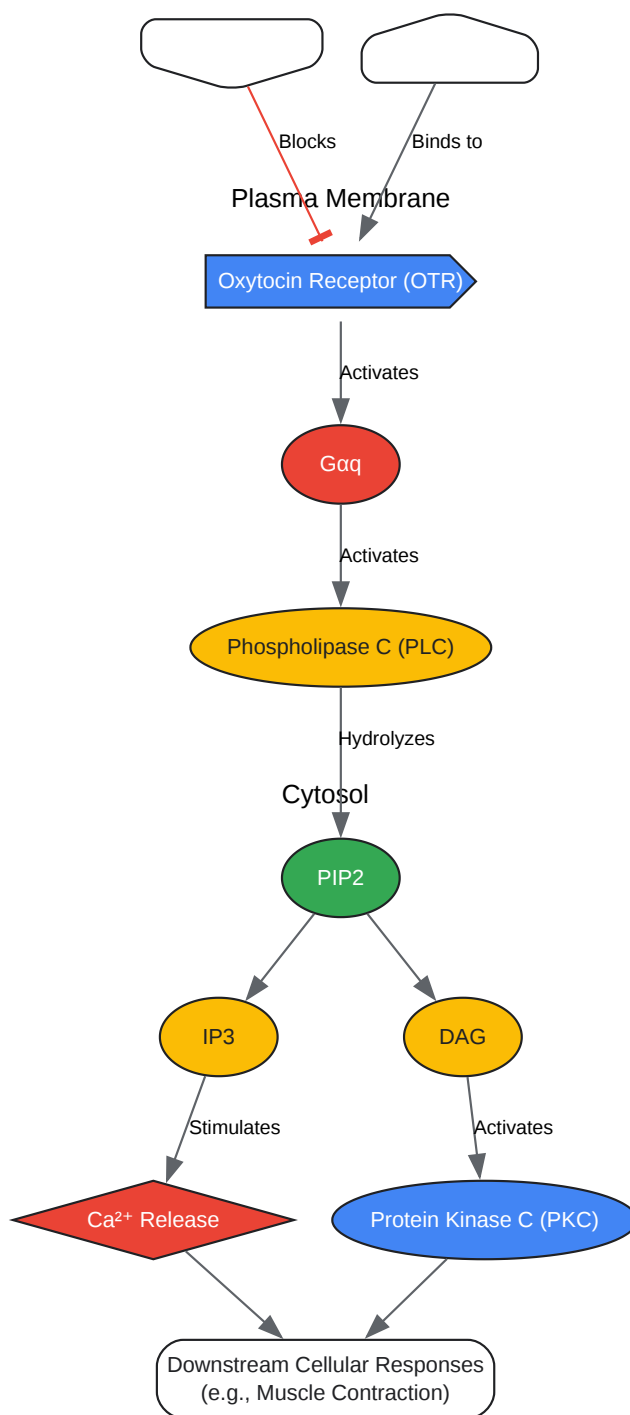 Blocks
Binds to
Plasma Membrane
Oxytocin Receptor (OTR)
Activates
Gαq
Activates
Phospholipase C (PLC)
Hydrolyzes
Cytosol
PIP2
IP3
DAG
Stimulates
Activates
Ca²⁺ Release
Protein Kinase C (PKC)
Downstream Cellular Responses
(e.g., Muscle Contraction)